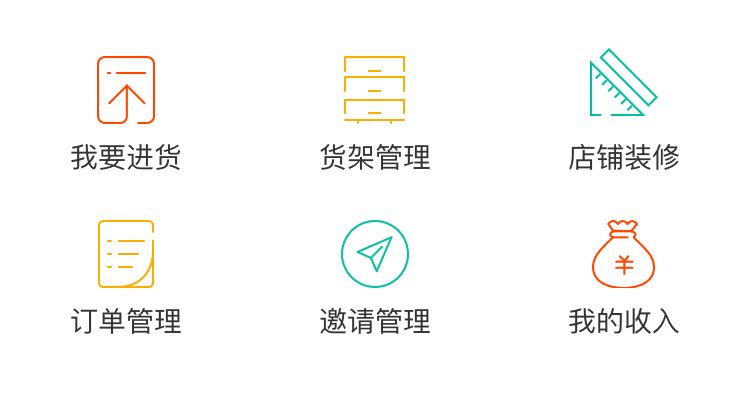 我要进货
货架管理
店铺装修
订单管理
邀请管理
¥
我的收入